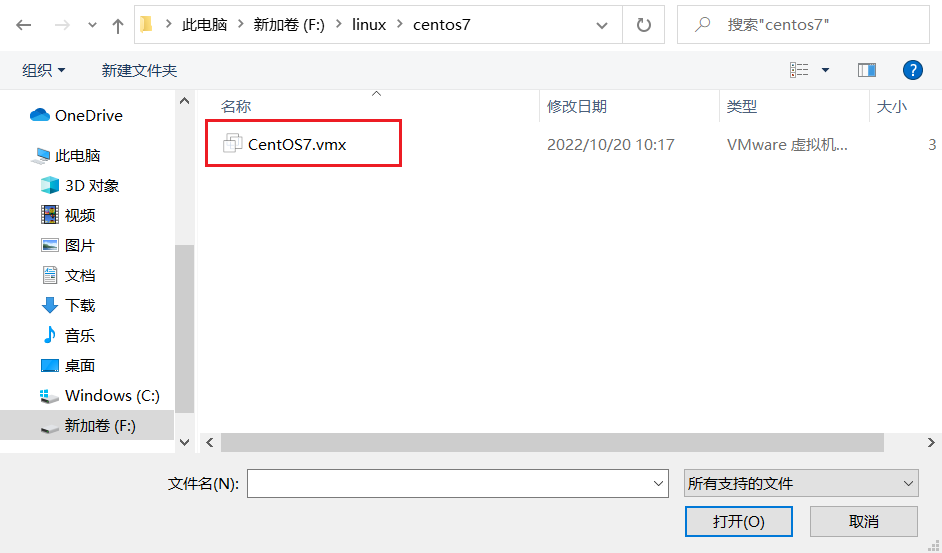 此电脑 新加卷 (F:) linux centos7 搜索"centos7"
组织 新建文件夹 ?
OneDrive
此电脑
3D 对象
视频
图片
文档
下载
音乐
桌面
Windows (C:)
新加卷 (F:)
名称 修改日期 类型 大小
CentOS7.vmx 2022/10/20 10:17 VMware 虚拟机... 3
文件名(N): 所有支持的文件
打开(O) 取消